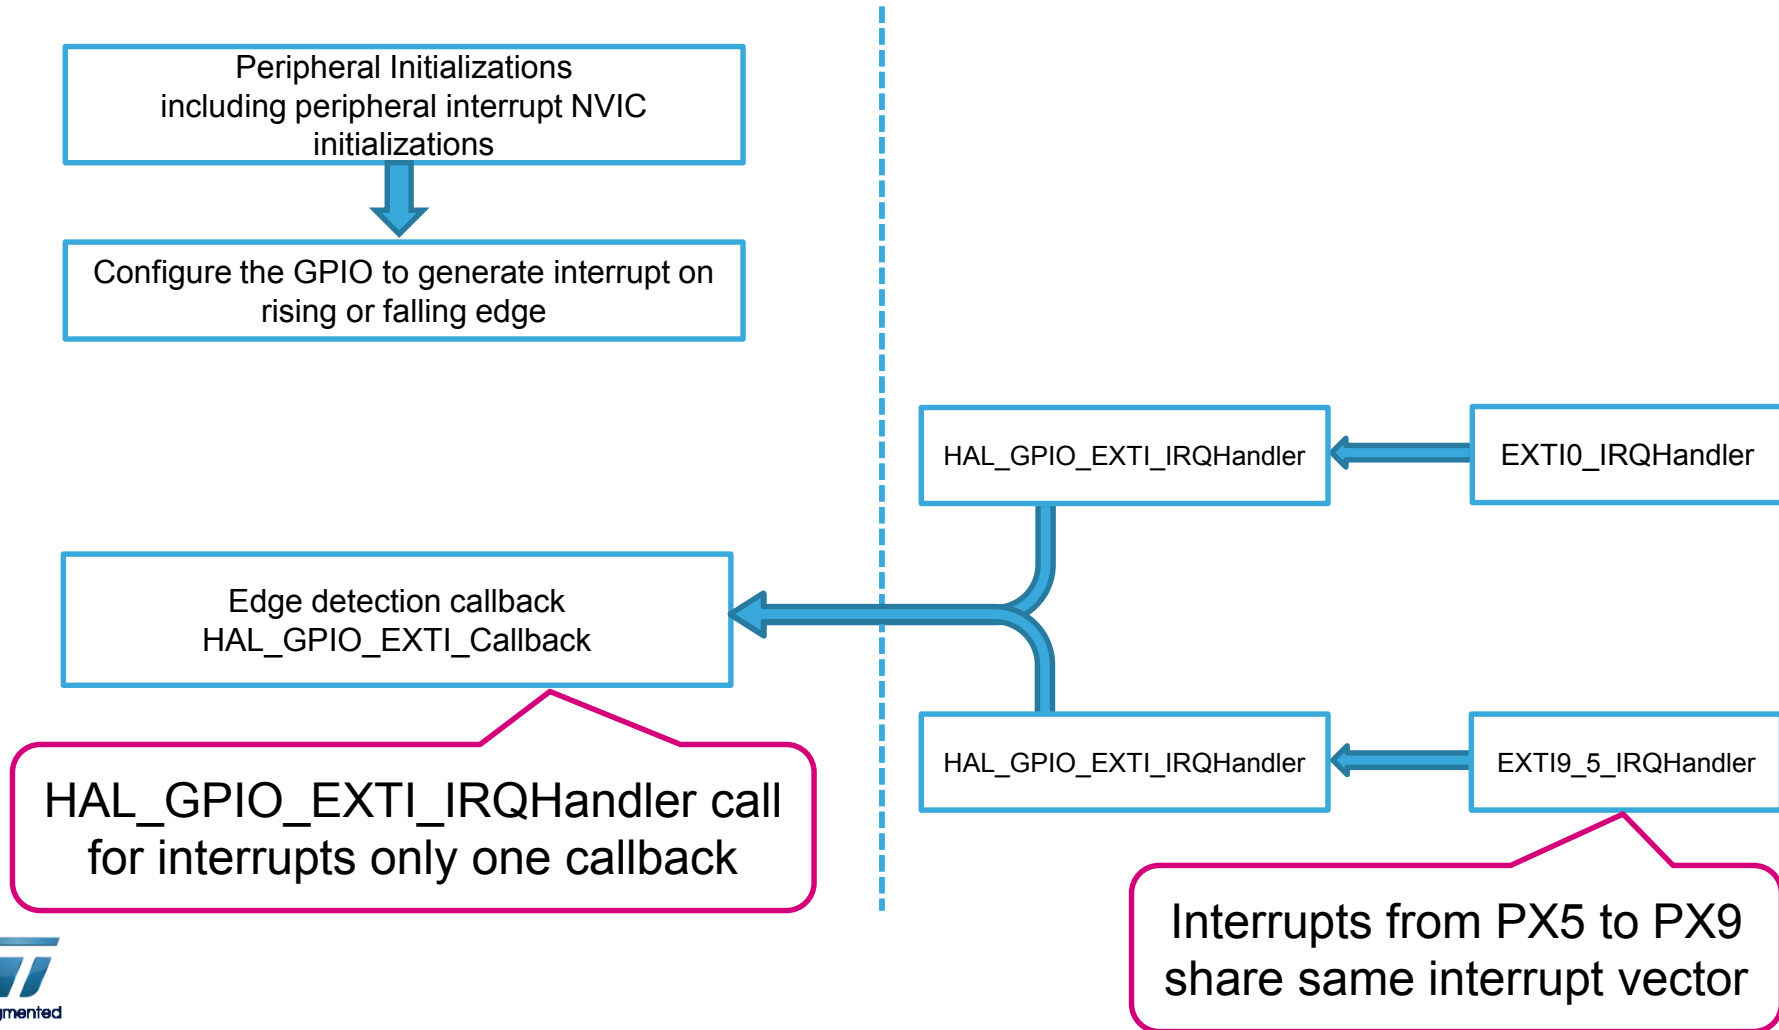 Peripheral Initializations
including peripheral interrupt NVIC
initializations
Configure the GPIO to generate interrupt on
rising or falling edge
HAL_GPIO_EXTI_IRQHandler
EXTI0_IRQHandler
Edge detection callback
HAL_GPIO_EXTI_Callback
HAL_GPIO_EXTI_IRQHandler
EXTI9_5_IRQHandler
HAL_GPIO_EXTI_IRQHandler call
for interrupts only one callback
Interrupts from PX5 to PX9
share same interrupt vector
gmented